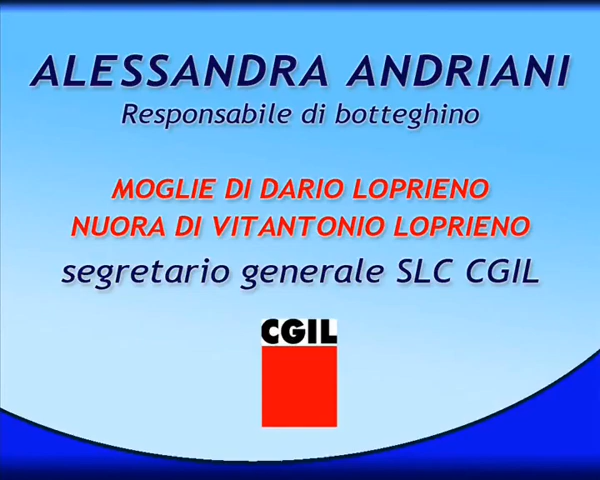 ALESSANDRA ANDRIANI
Responsabile di botteghino
MOGLIE DI DARIO LOPRIENO
NUORA DI VITANTONIO LOPRIENO
segretario generale SLC CGIL
CGIL